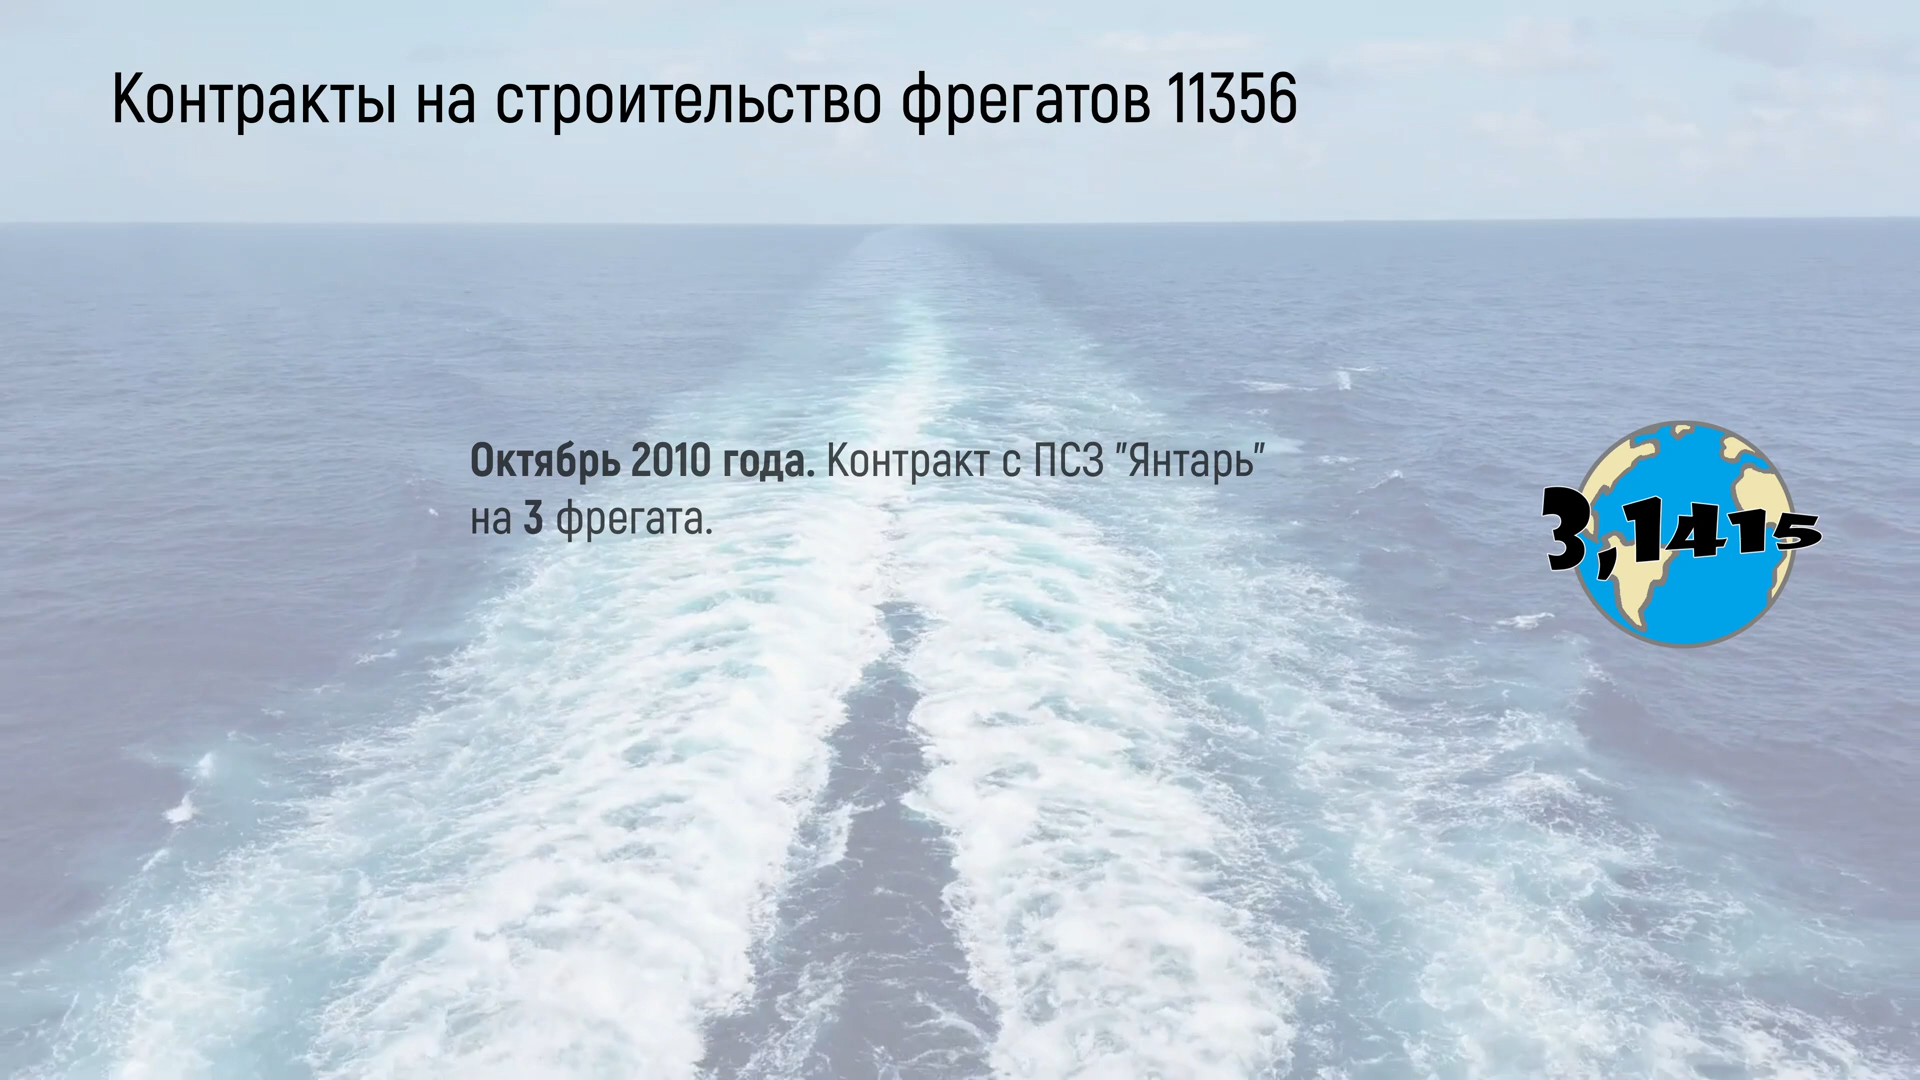 Контракты на строительство фрегатов 11356
Октябрь 2010 года. Контракт с ПСЗ "Янтарь"
на 3 фрегата.
3,1415